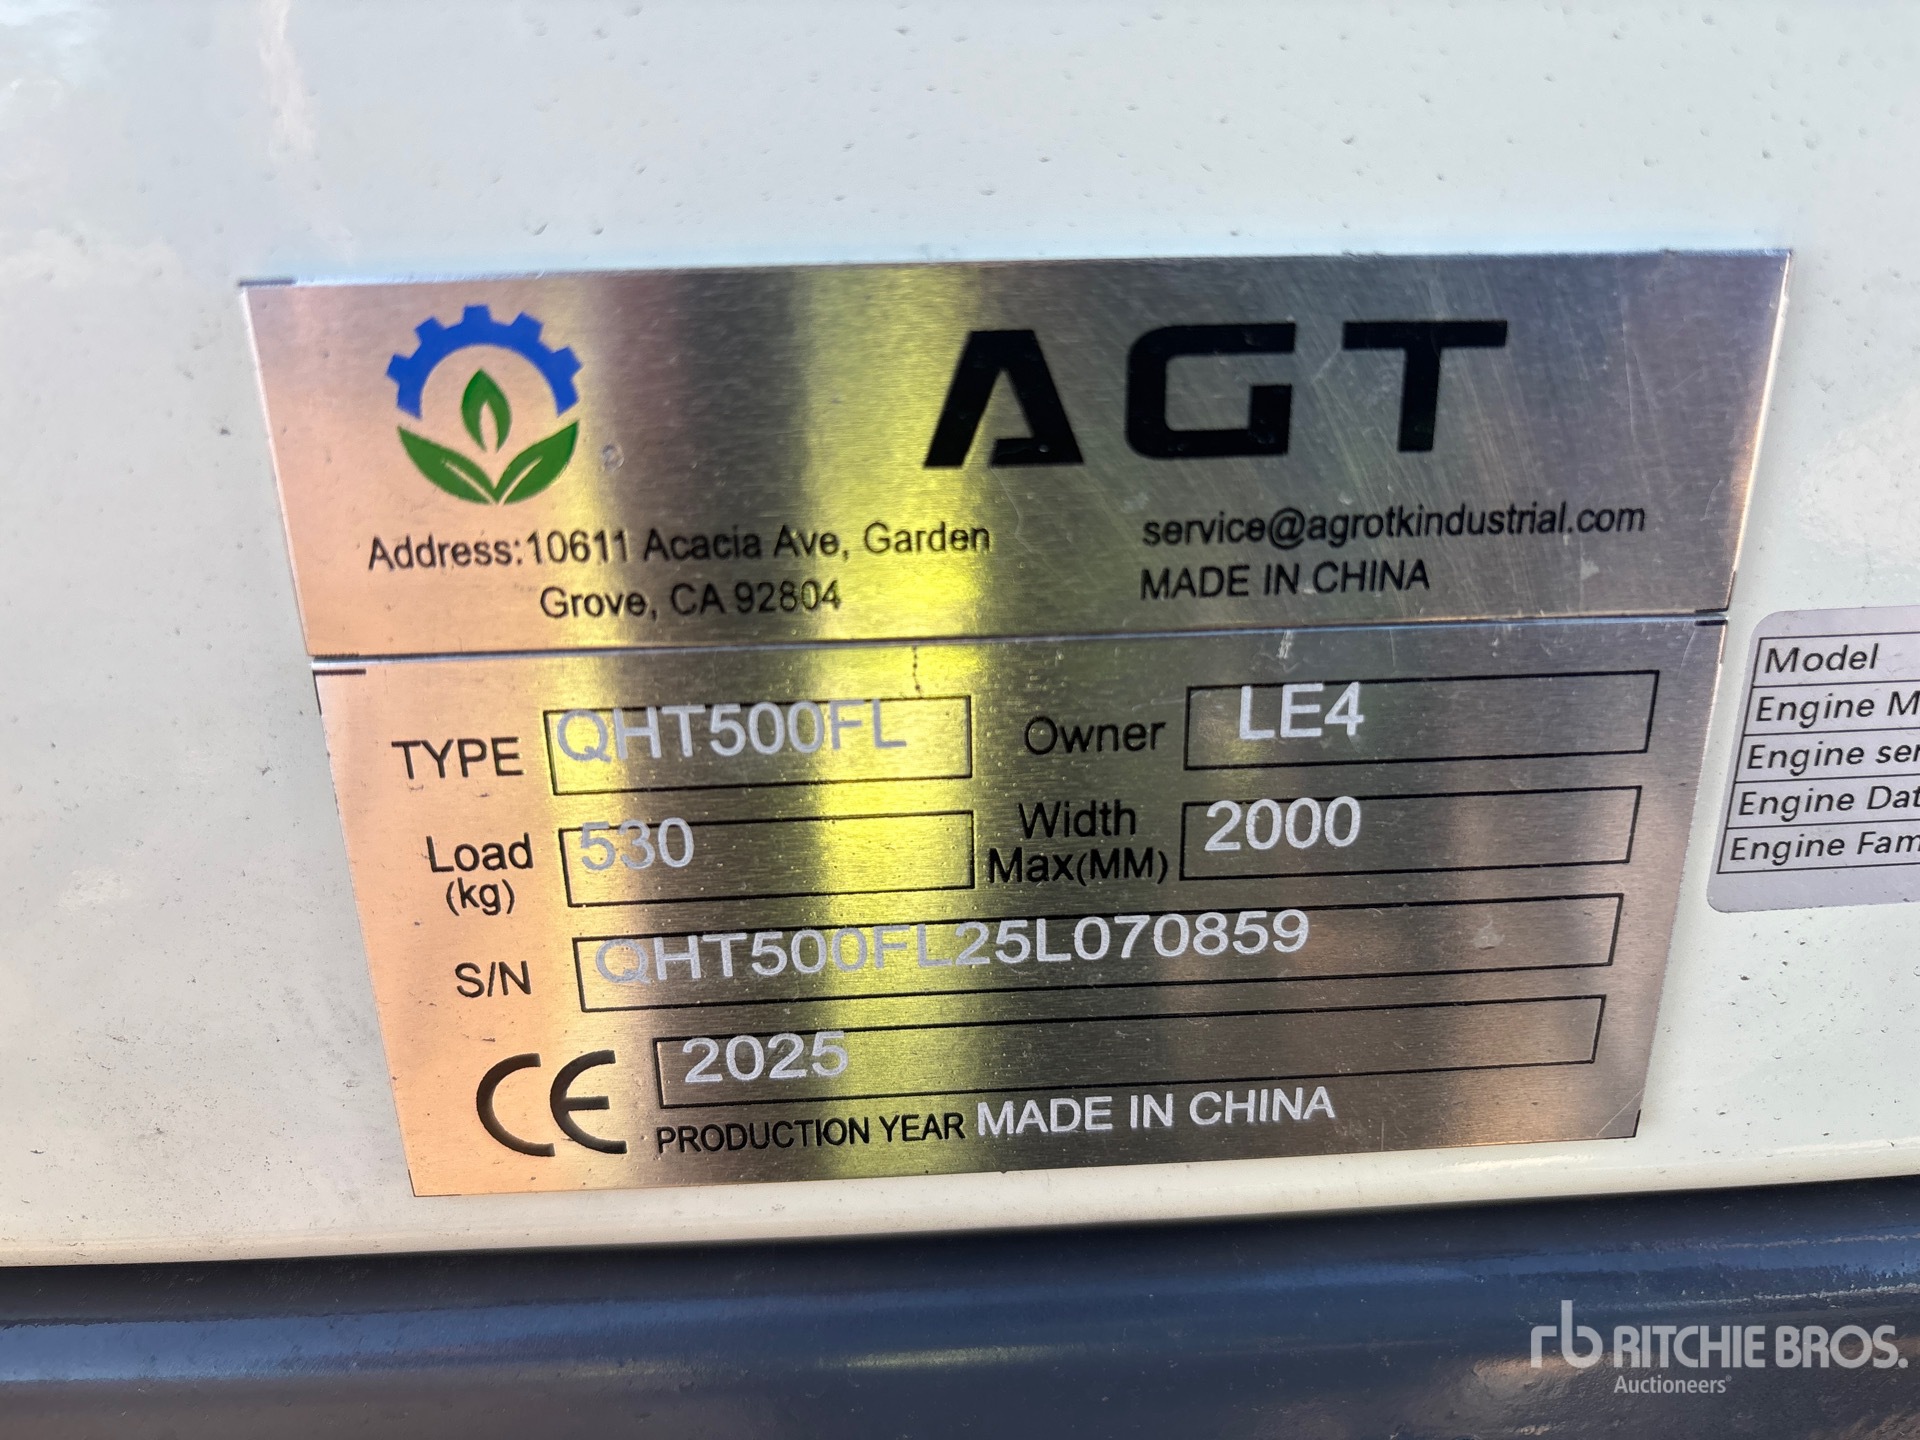 AGT
Address:10611 Acacia Ave, Garden
Grove, CA 92804
service@agrotkindustrial.com
MADE IN CHINA
TYPE QHT500FL Owner LE4
Load (kg) 530 Width Max(MM) 2000
S/N QHT500FL25L070859
CE 2025
PRODUCTION YEAR MADE IN CHINA
Model
Engine
Engine
Engine
Engine
rb RITCHIE BROS.
Auctioneers